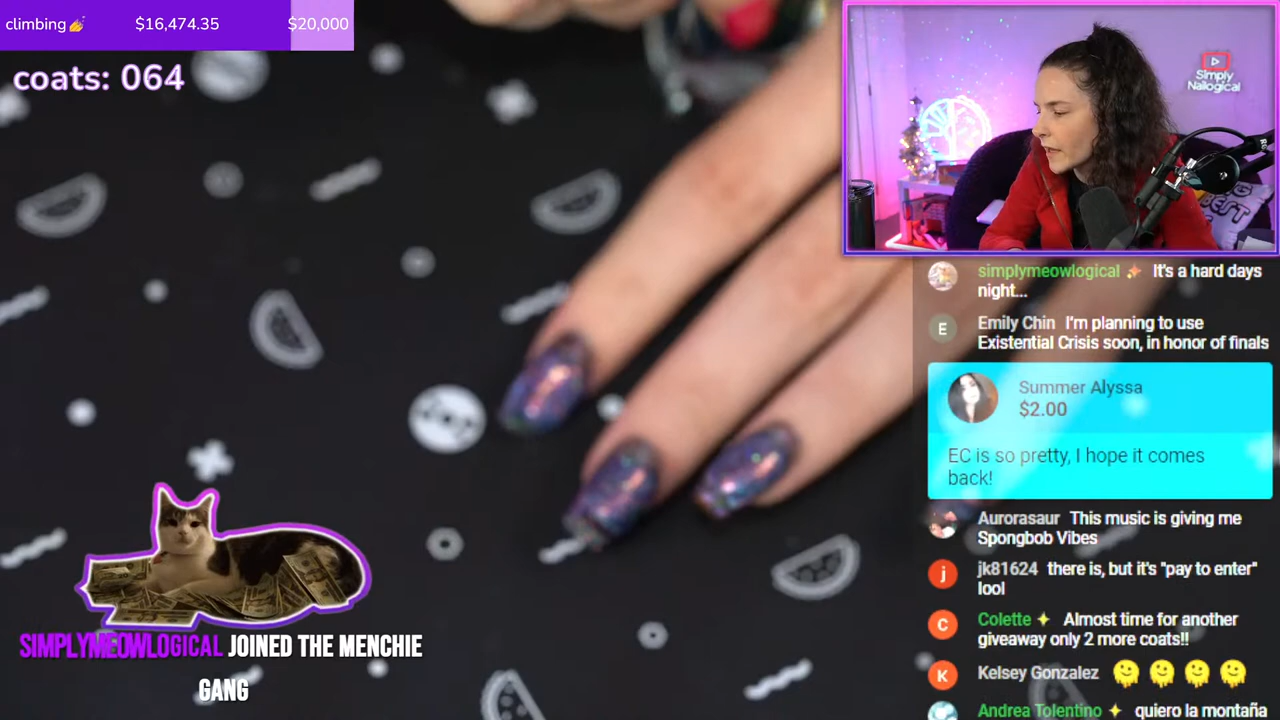 climbing💅 $16,474.35 $20,000
coats: 064
Simply
Nailogical
simplymeowlogical It's a hard days
night...
E Emily Chin I'm planning to use
Existential Crisis soon, in honor of finals
Summer Alyssa
$2.00
EC is so pretty, I hope it comes
back!
Aurorasaur This music is giving me
Spongbob Vibes
j jk81624 there is, but it's "pay to enter"
lool
C Colette Almost time for another
giveaway only 2 more coats!!
K Kelsey Gonzalez 🫠🫠🫠🫠
Andrea Tolentino quiero la montaña
SIMPLYMEOWLOGICAL JOINED THE MENCHIE
GANG